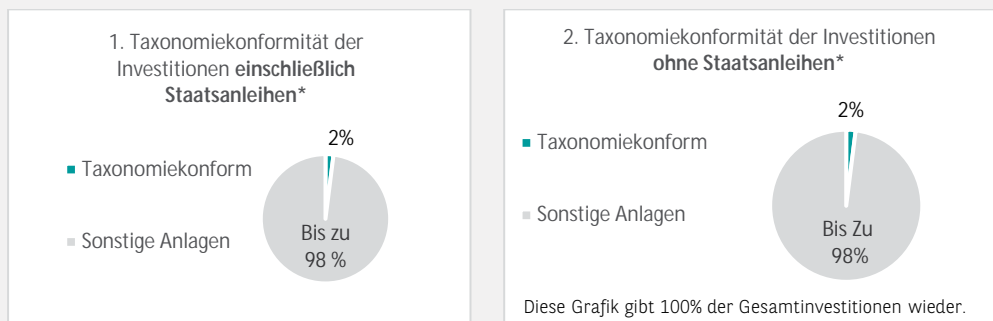 1. Taxonomiekonformität der
Investitionen einschließlich
Staatsanleihen*
2%
Taxonomiekonform
Sonstige Anlagen
Bis zu
98 %
2. Taxonomiekonformität der Investitionen
ohne Staatsanleihen*
2%
Taxonomiekonform
Sonstige Anlagen
Bis Zu
98%
Diese Grafik gibt 100% der Gesamtinvestitionen wieder.